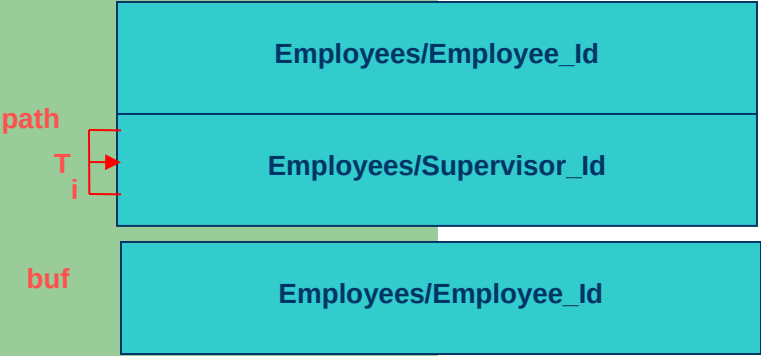 Employees/Employee_Id
path
Employees/Supervisor_Id
T
i
buf
Employees/Employee_Id